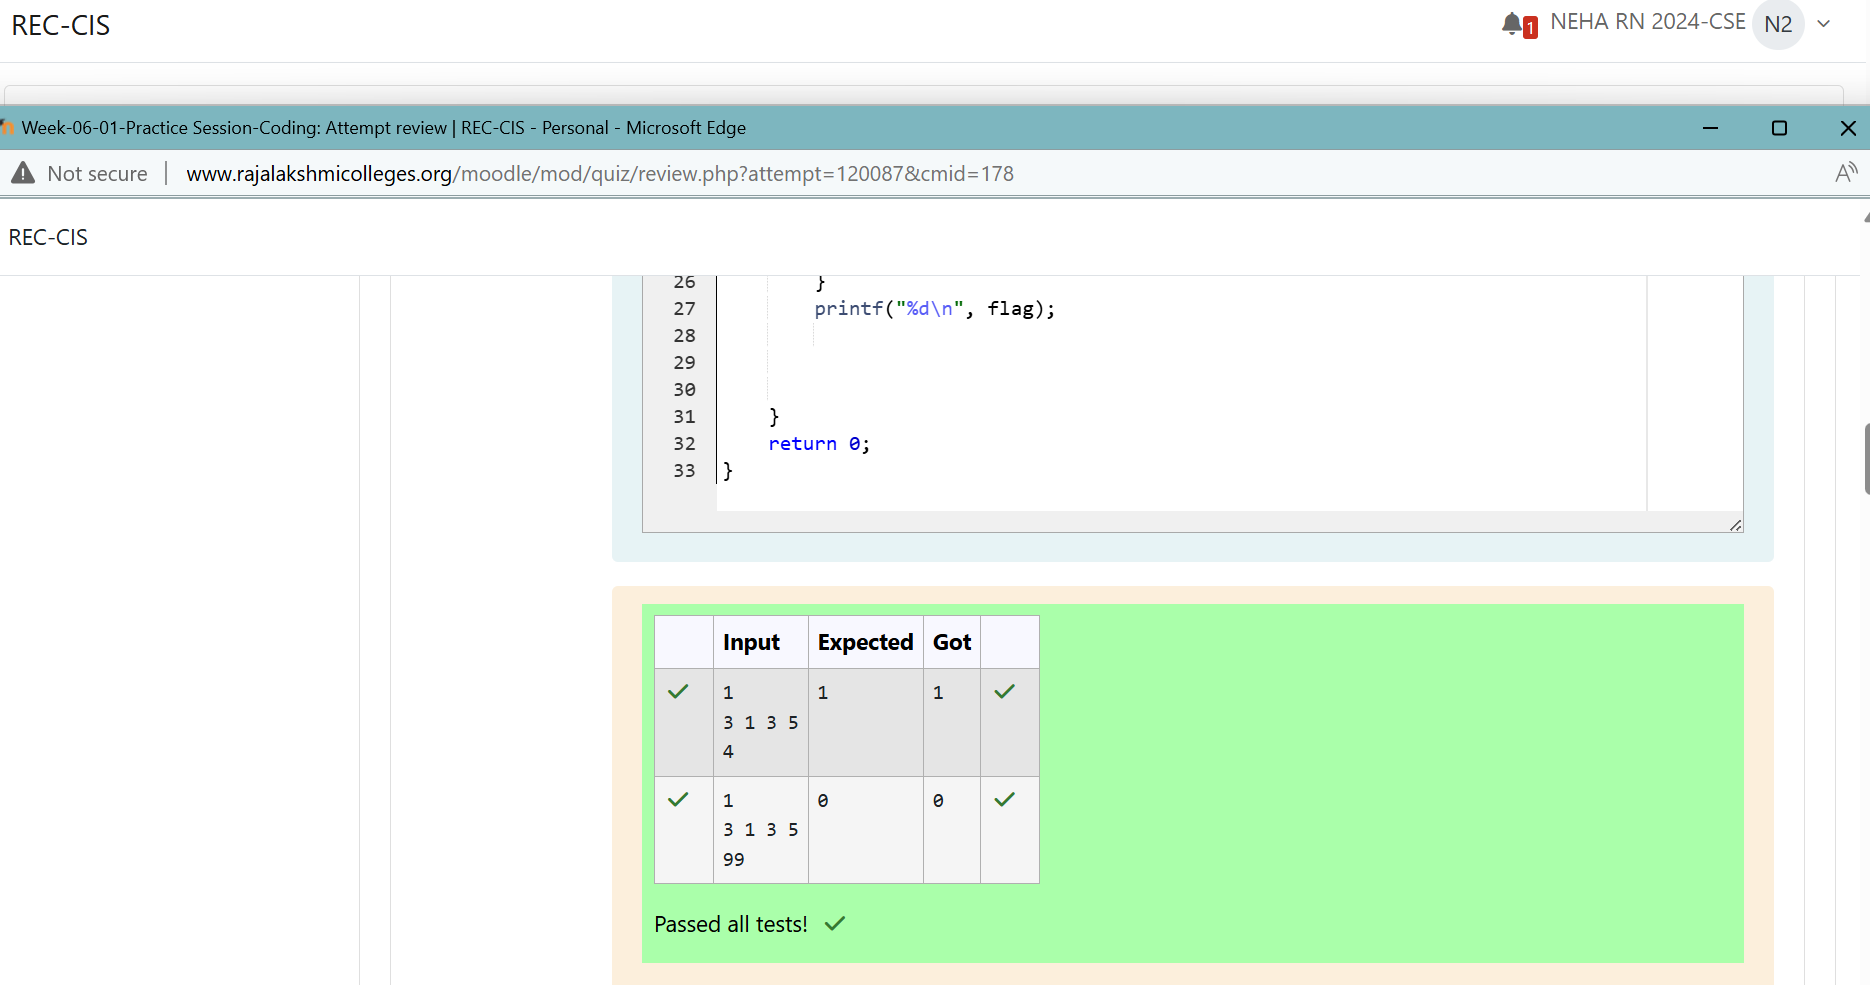 REC-CIS
1 NEHA RN 2024-CSE N2
Week-06-01-Practice Session-Coding: Attempt review | REC-CIS - Personal - Microsoft Edge
Not secure www.rajalakshmicolleges.org/moodle/mod/quiz/review.php?attempt=120087&cmid=178
REC-CIS
26 }
27 printf("%d\n", flag);
28
29
30
31 }
32 return 0;
33 }
Input Expected Got
1 1 1
3 1 3 5
4
1 0 0
3 1 3 5
99
Passed all tests!